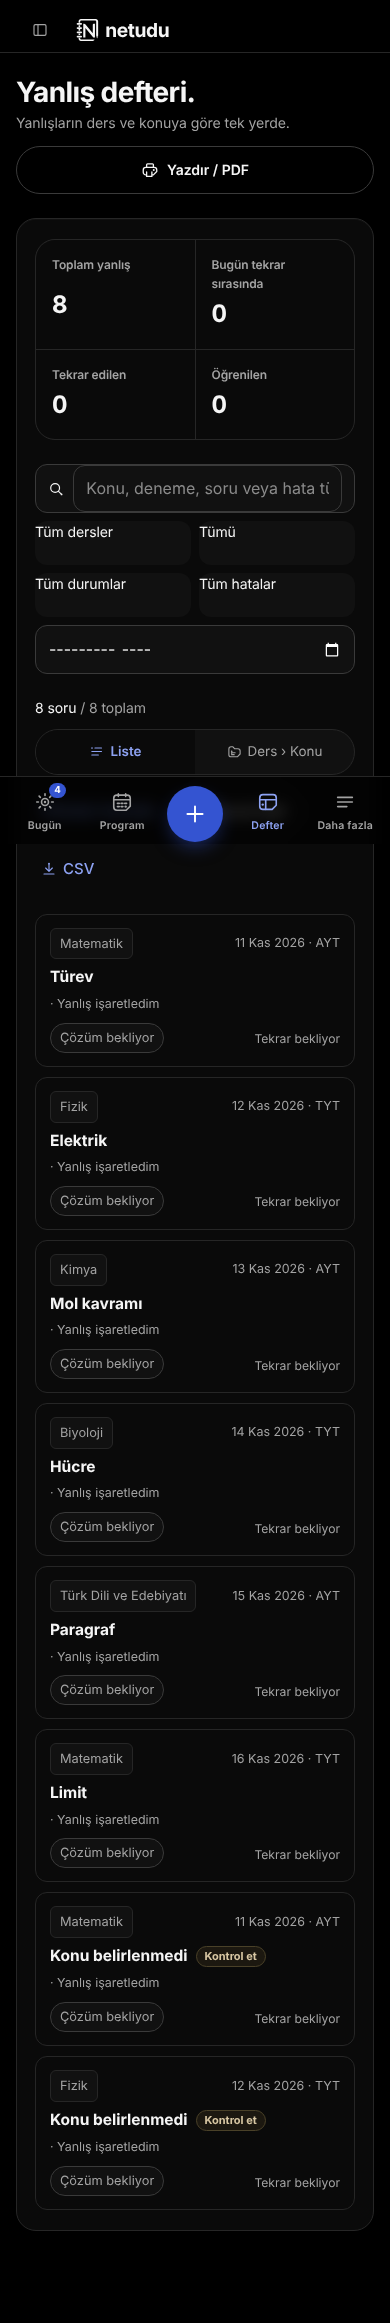 netudu
Yanlış defteri.
Yanlışların ders ve konuya göre tek yerde.
Yazdır / PDF
Toplam yanlış
8
Bugün tekrar
sırasında
0
Tekrar edilen
0
Öğrenilen
0
Konu, deneme, soru veya hata tü
Tüm dersler
Tümü
Tüm durumlar
Tüm hatalar
--------- ----
8 soru / 8 toplam
Liste
Ders › Konu
4
Bugün
Program
Defter
Daha fazla
CSV
Matematik
11 Kas 2026 · AYT
Türev
· Yanlış işaretledim
Çözüm bekliyor
Tekrar bekliyor
Fizik
12 Kas 2026 · TYT
Elektrik
· Yanlış işaretledim
Çözüm bekliyor
Tekrar bekliyor
Kimya
13 Kas 2026 · AYT
Mol kavramı
· Yanlış işaretledim
Çözüm bekliyor
Tekrar bekliyor
Biyoloji
14 Kas 2026 · TYT
Hücre
· Yanlış işaretledim
Çözüm bekliyor
Tekrar bekliyor
Türk Dili ve Edebiyatı
15 Kas 2026 · AYT
Paragraf
· Yanlış işaretledim
Çözüm bekliyor
Tekrar bekliyor
Matematik
16 Kas 2026 · TYT
Limit
· Yanlış işaretledim
Çözüm bekliyor
Tekrar bekliyor
Matematik
11 Kas 2026 · AYT
Konu belirlenmedi Kontrol et
· Yanlış işaretledim
Çözüm bekliyor
Tekrar bekliyor
Fizik
12 Kas 2026 · TYT
Konu belirlenmedi Kontrol et
· Yanlış işaretledim
Çözüm bekliyor
Tekrar bekliyor